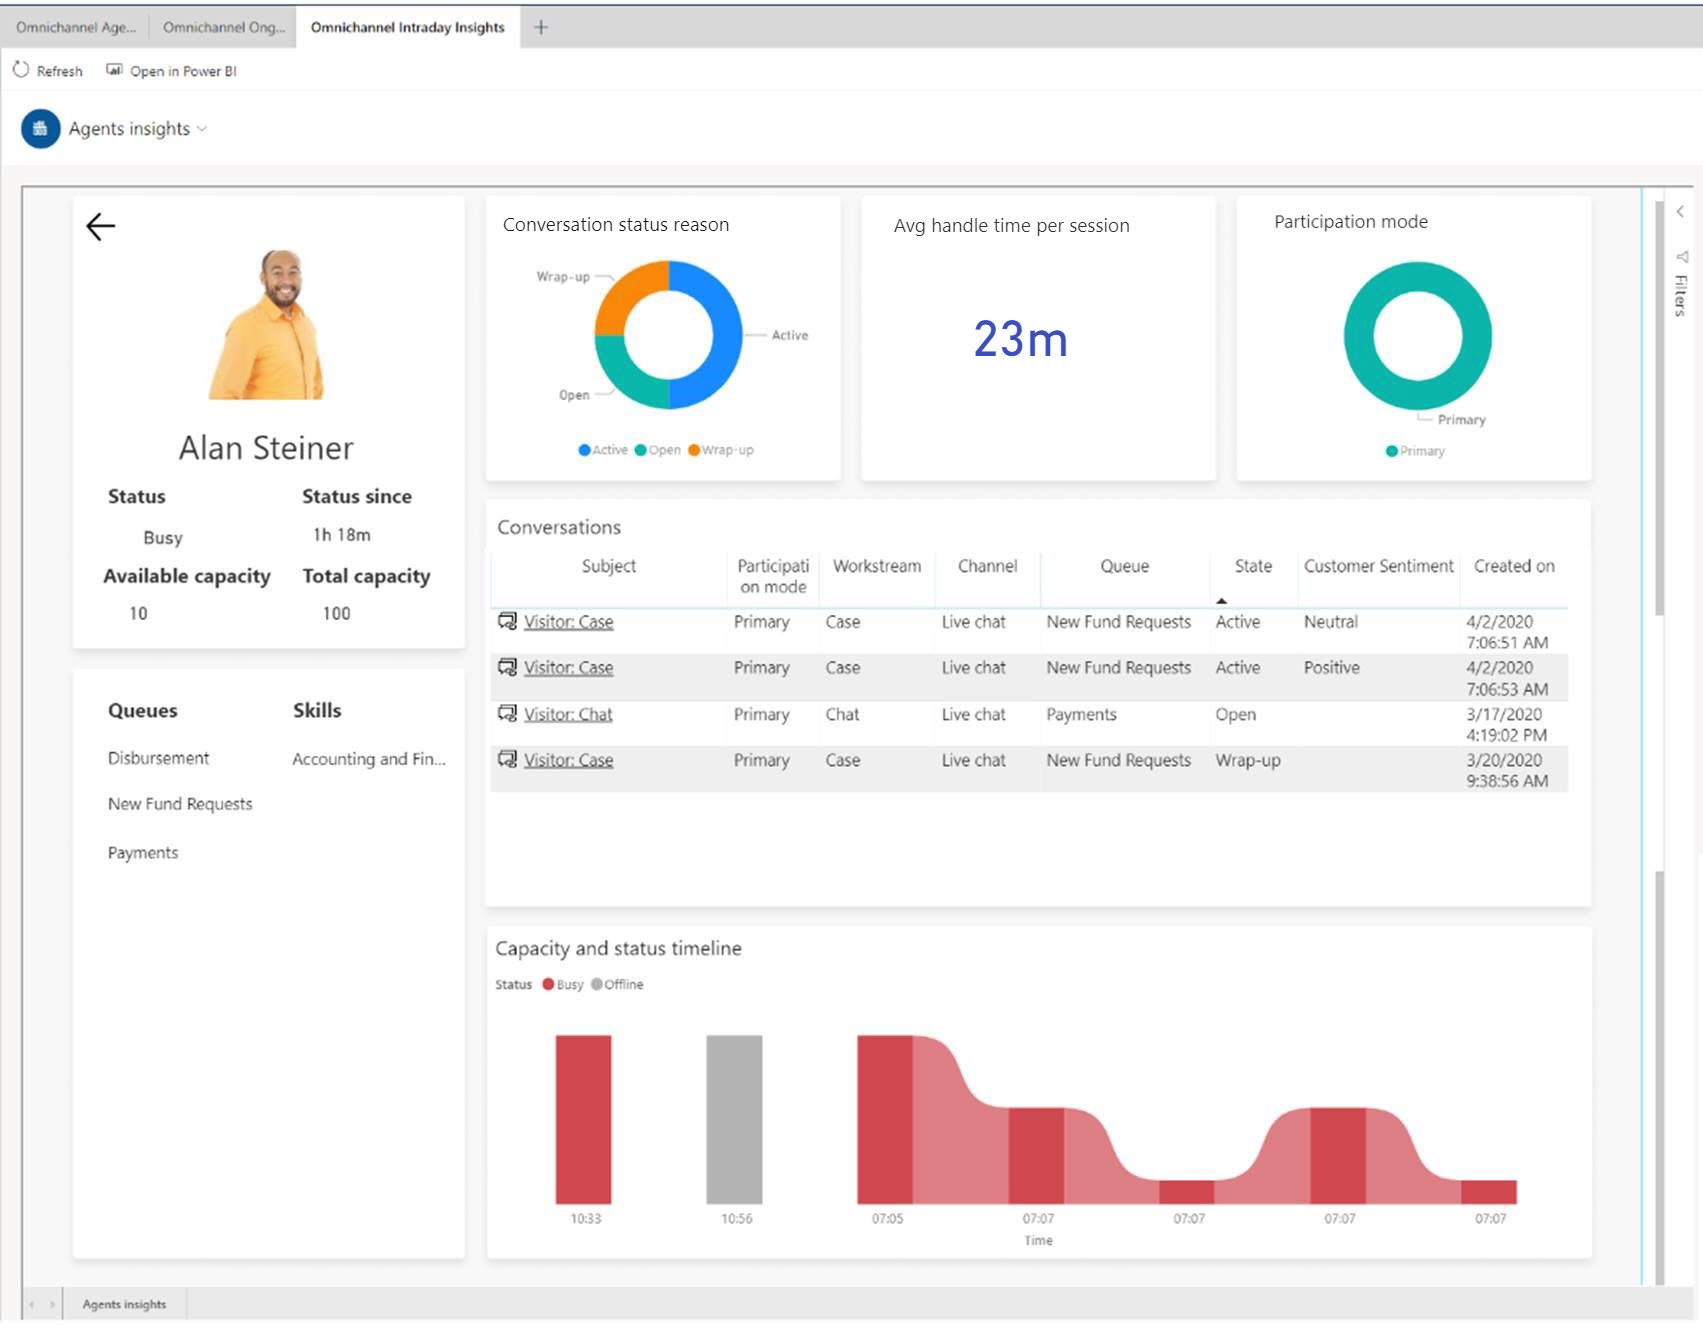 Omnichannel Age...
Omnichannel Ong...
Omnichannel Intraday Insights
Refresh
Open in Power BI
Agents insights
Filters
Alan Steiner
Status
Status since
Busy
1h 18m
Available capacity
Total capacity
10
100
Queues
Skills
Disbursement
Accounting and Fin...
New Fund Requests
Payments
Conversation status reason
Wrap-up
Active
Open
Active Open Wrap-up
Avg handle time per session
23m
Participation mode
Primary
Primary
Conversations
Subject Participati Workstream Channel Queue State Customer Sentiment Created on
on mode
Visitor: Case Primary Case Live chat New Fund Requests Active Neutral 4/2/2020
7:06:51 AM
Visitor: Case Primary Case Live chat New Fund Requests Active Positive 4/2/2020
7:06:53 AM
Visitor: Chat Primary Chat Live chat Payments Open 3/17/2020
4:19:02 PM
Visitor: Case Primary Case Live chat New Fund Requests Wrap-up 3/20/2020
9:38:56 AM
Capacity and status timeline
Status Busy Offline
10:33 10:56 07:05 07:07 07:07 07:07 07:07
Time
Agents insights